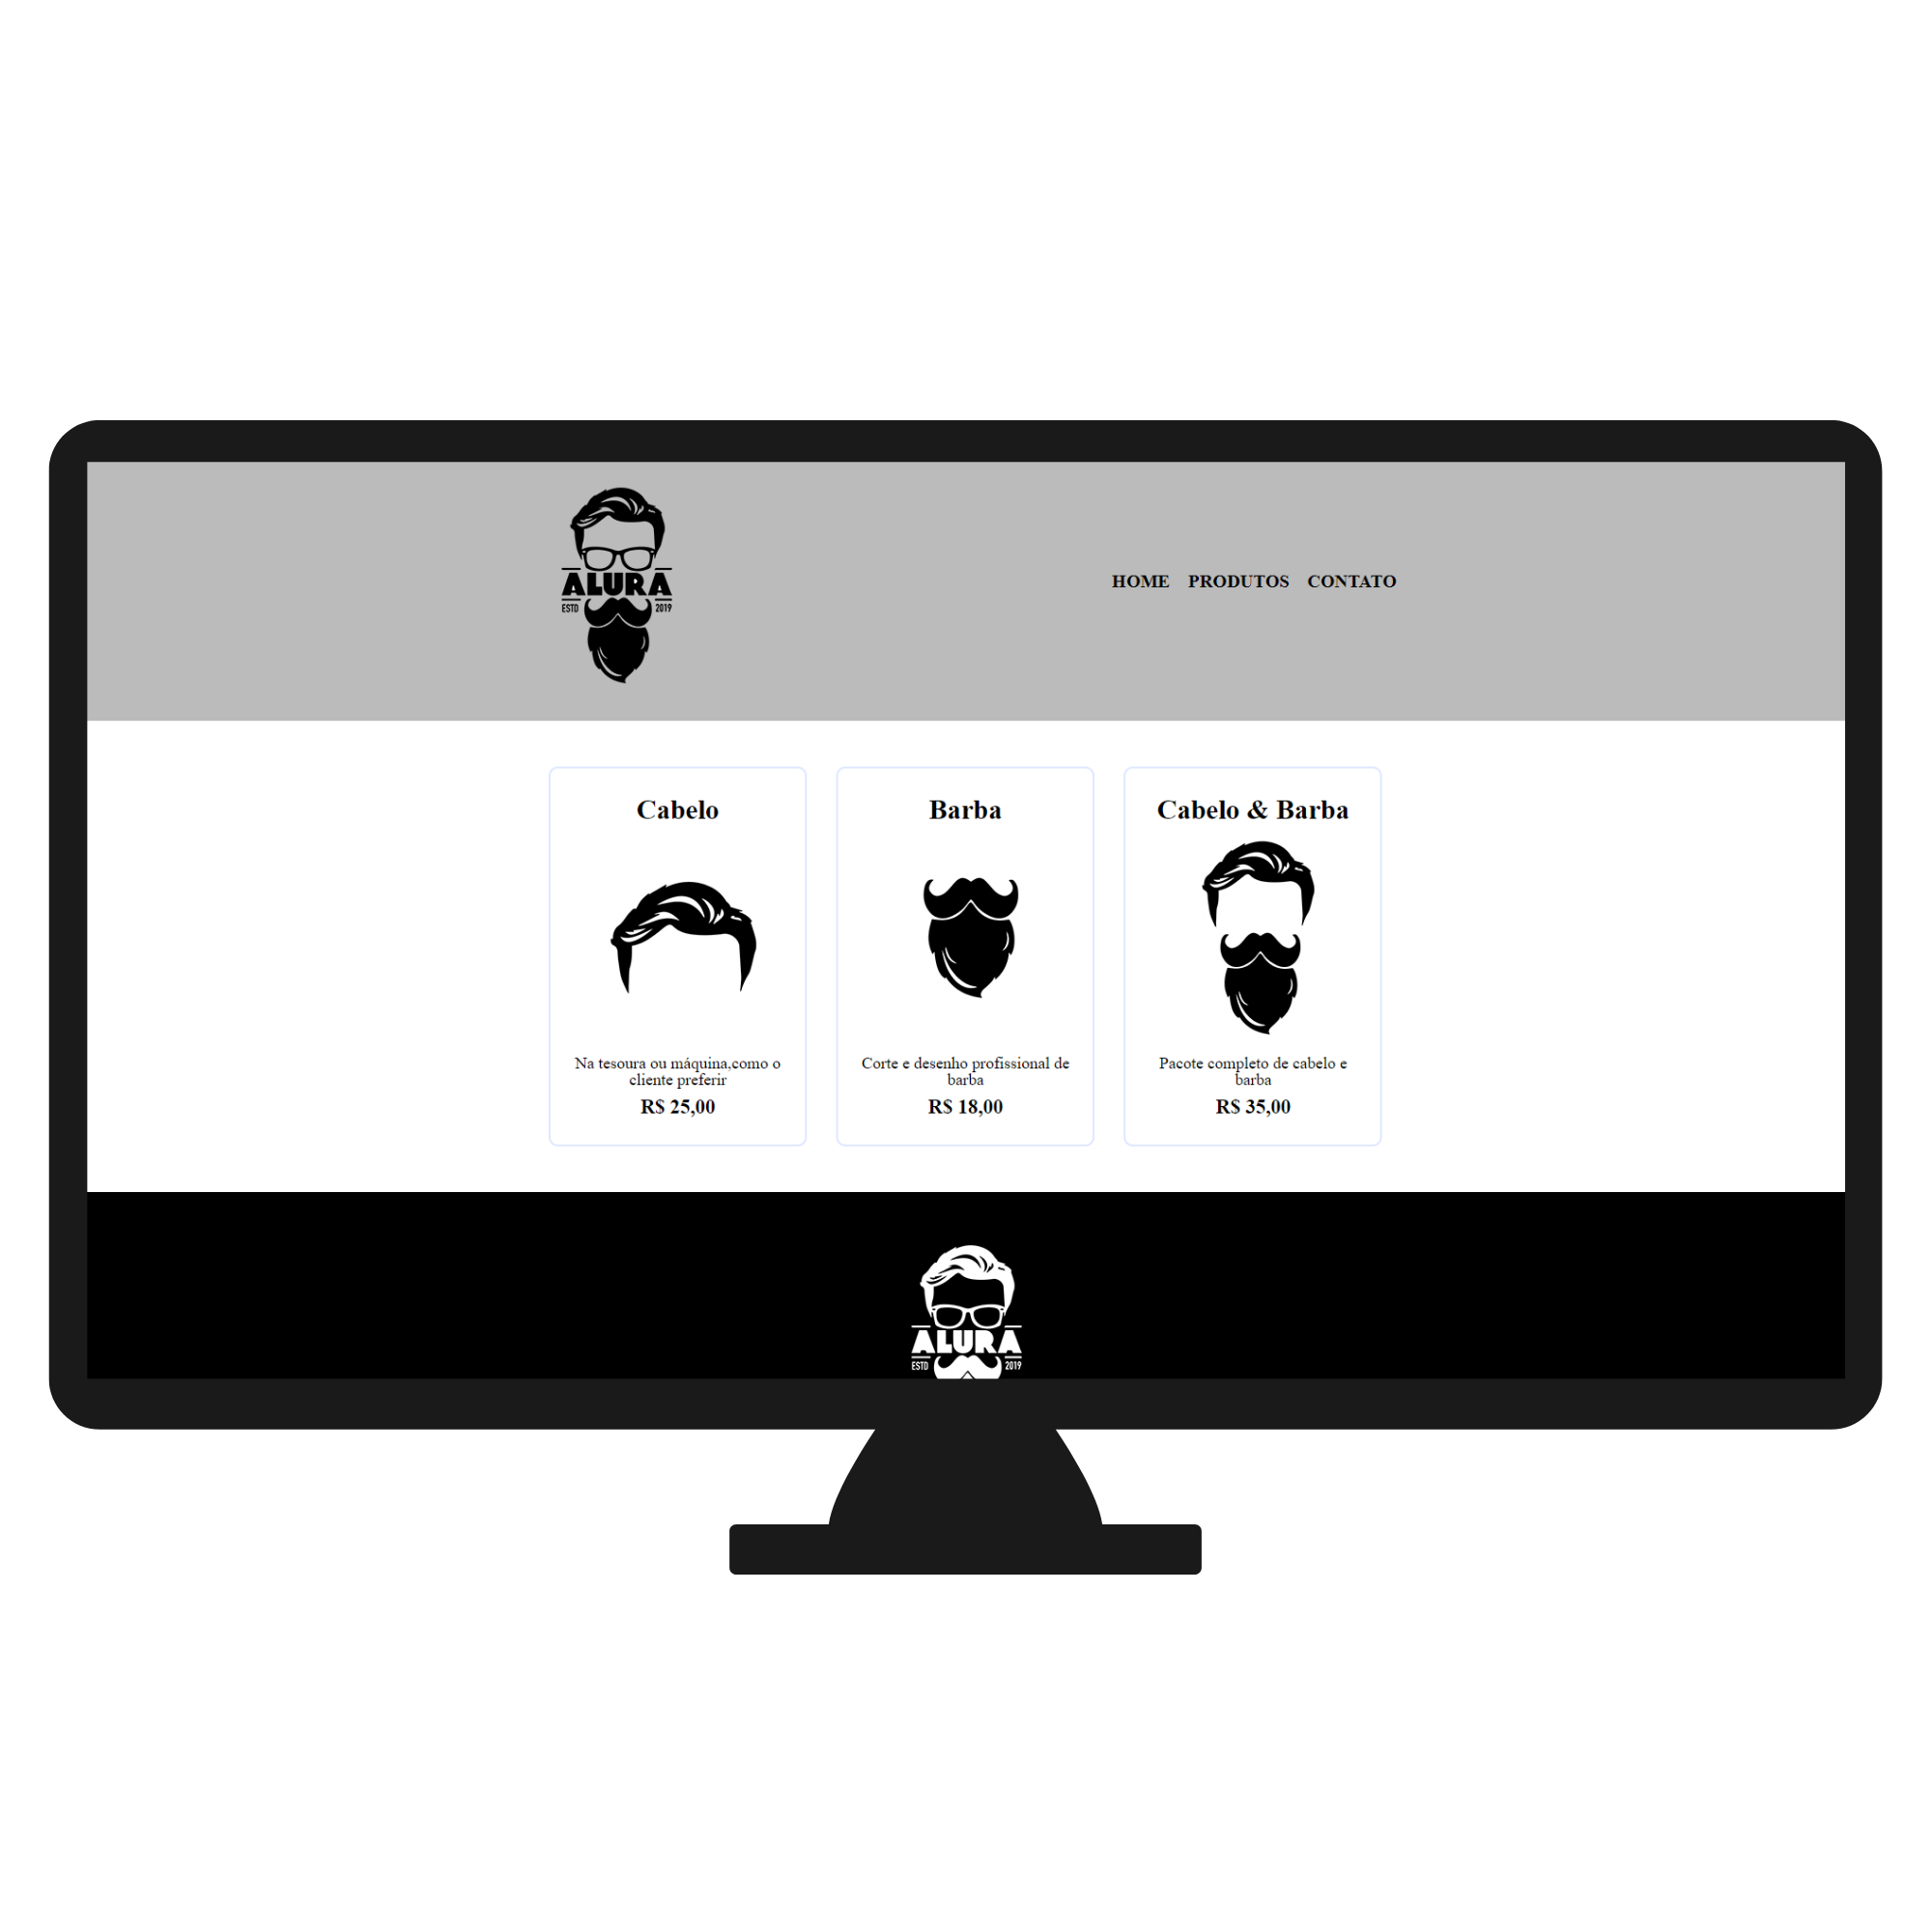 ALURA
ESTD 2019
HOME PRODUTOS CONTATO
Cabelo
Na tesoura ou máquina,como o
cliente preferir
R$ 25,00
Barba
Corte e desenho profissional de
barba
R$ 18,00
Cabelo & Barba
Pacote completo de cabelo e
barba
R$ 35,00
ALURA
ESTD 2019